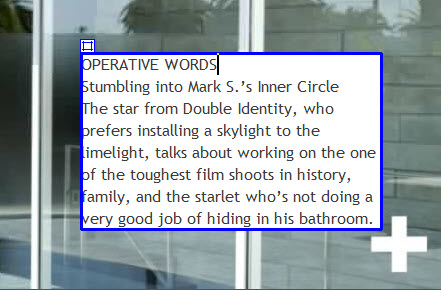 OPERATIVE WORDS
Stumbling into Mark S.’s Inner Circle
The star from Double Identity, who
prefers installing a skylight to the
limelight, talks about working on the one
of the toughest film shoots in history,
family, and the starlet who’s not doing a
very good job of hiding in his bathroom.